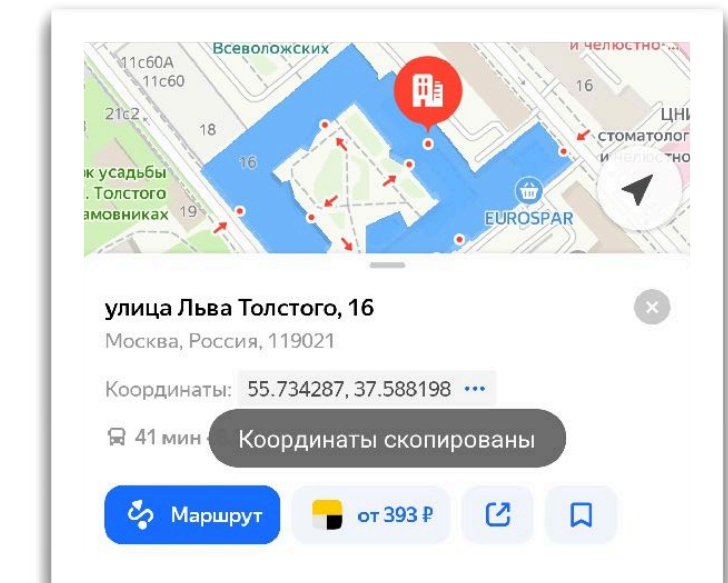 Всеволожских
и челюстно-...
11с60А
11с60
16
21с2
ЦНИ
18
стоматолог
16
и челюстно
к усадьбы
. Толстого
амовниках
19
EUROSPAR
улица Льва Толстого, 16
Москва, Россия, 119021
Координаты: 55.734287, 37.588198 •••
41 мин
Координаты скопированы
Маршрут
от 393 ₽